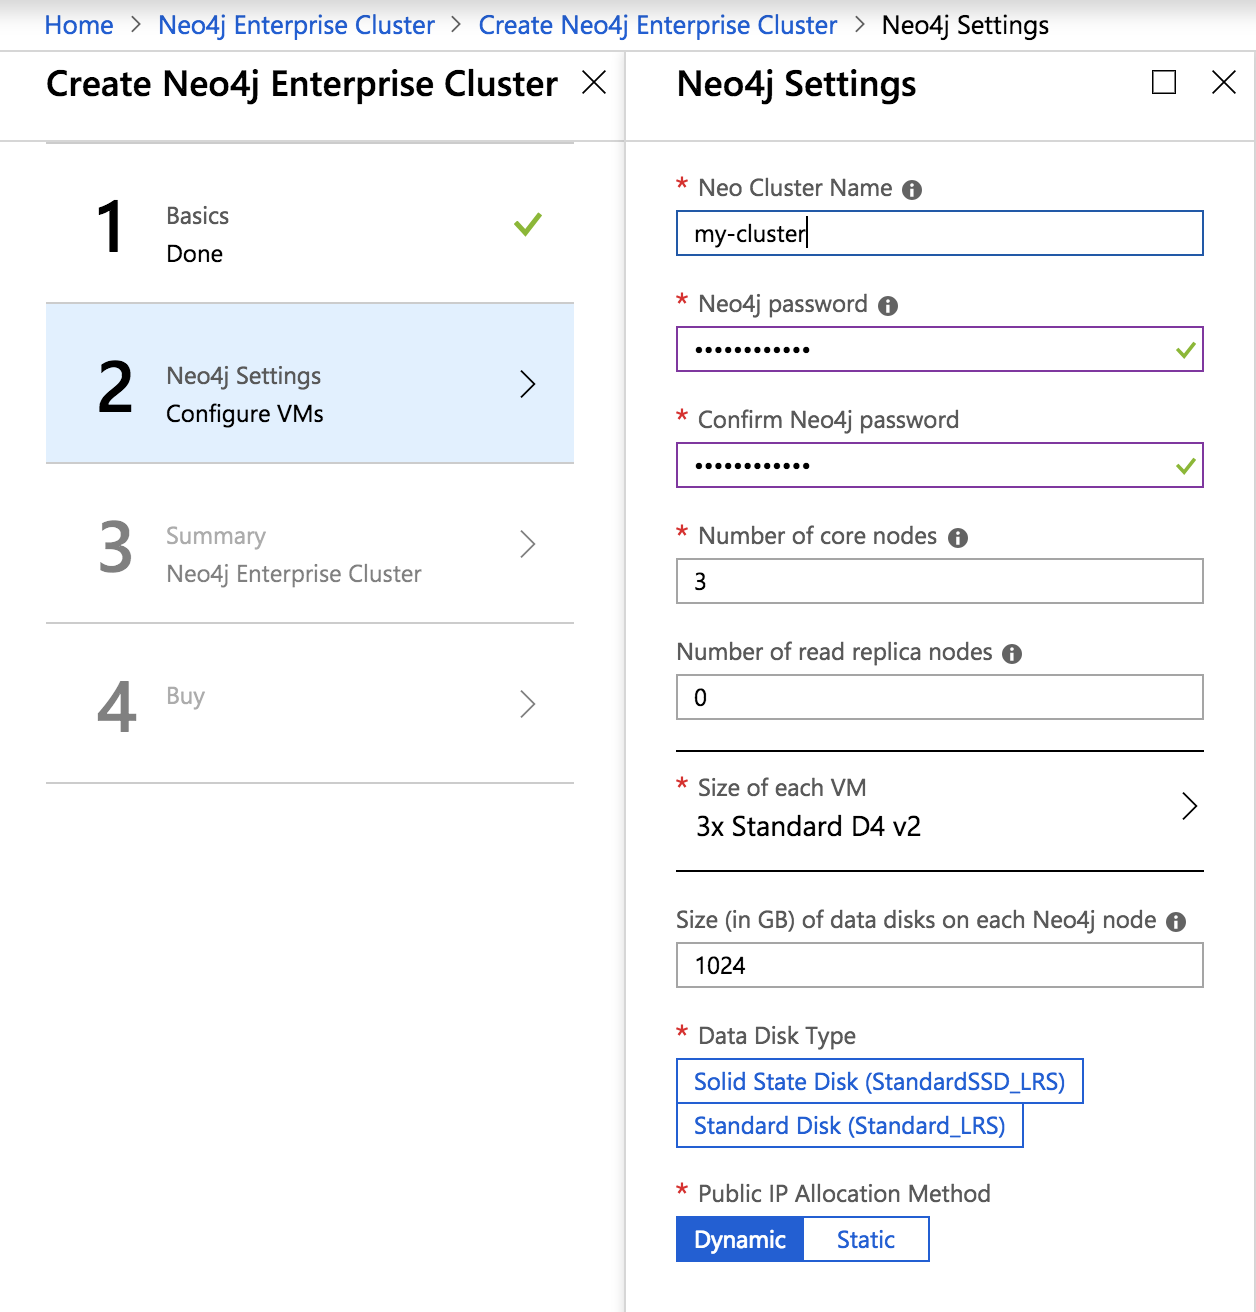 Home > Neo4j Enterprise Cluster > Create Neo4j Enterprise Cluster > Neo4j Settings
Create Neo4j Enterprise Cluster
1
Basics
Done
2
Neo4j Settings
Configure VMs
3
Summary
Neo4j Enterprise Cluster
4
Buy
Neo4j Settings
* Neo Cluster Name
my-cluster
* Neo4j password
••••••••••••
* Confirm Neo4j password
••••••••••••
* Number of core nodes
3
Number of read replica nodes
0
* Size of each VM
3x Standard D4 v2
Size (in GB) of data disks on each Neo4j node
1024
* Data Disk Type
Solid State Disk (StandardSSD_LRS)
Standard Disk (Standard_LRS)
* Public IP Allocation Method
Dynamic Static